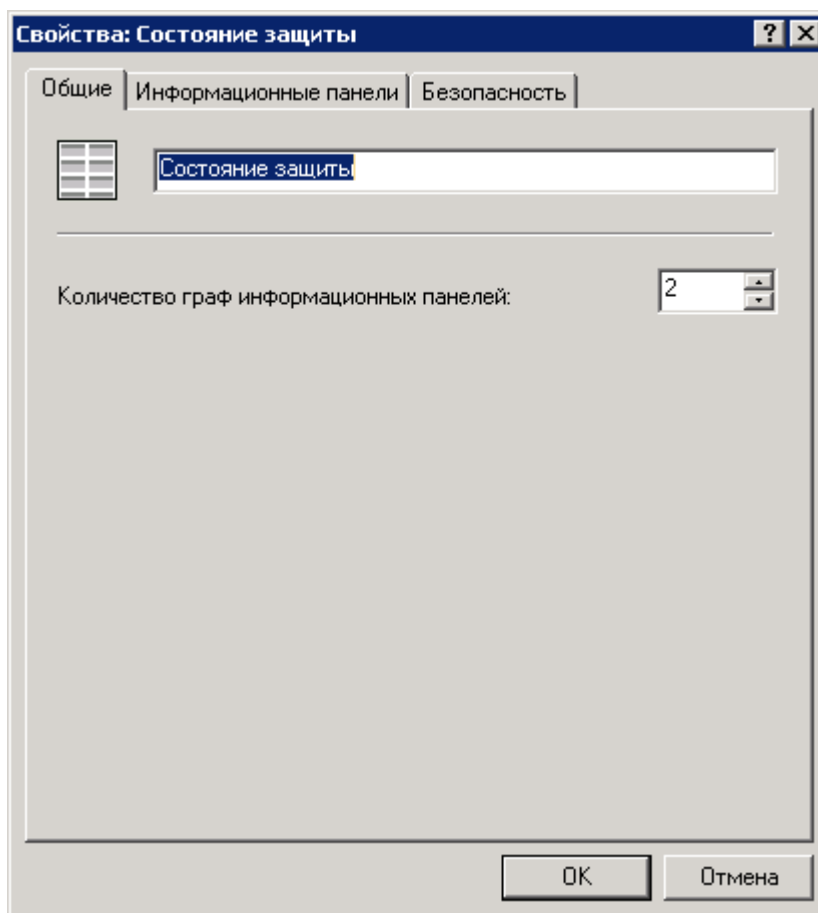 Свойства: Состояние защиты
Общие Информационные панели Безопасность
Состояние защиты
Количество граф информационных панелей: 2
OK Отмена